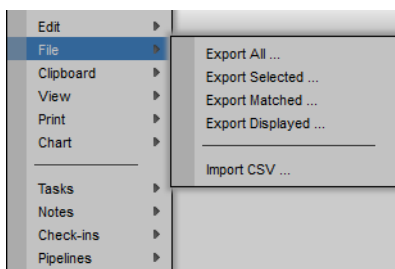 Edit
File
Clipboard
View
Print
Chart
Tasks
Notes
Check-ins
Pipelines
Export All ...
Export Selected ...
Export Matched ...
Export Displayed ...
Import CSV ...